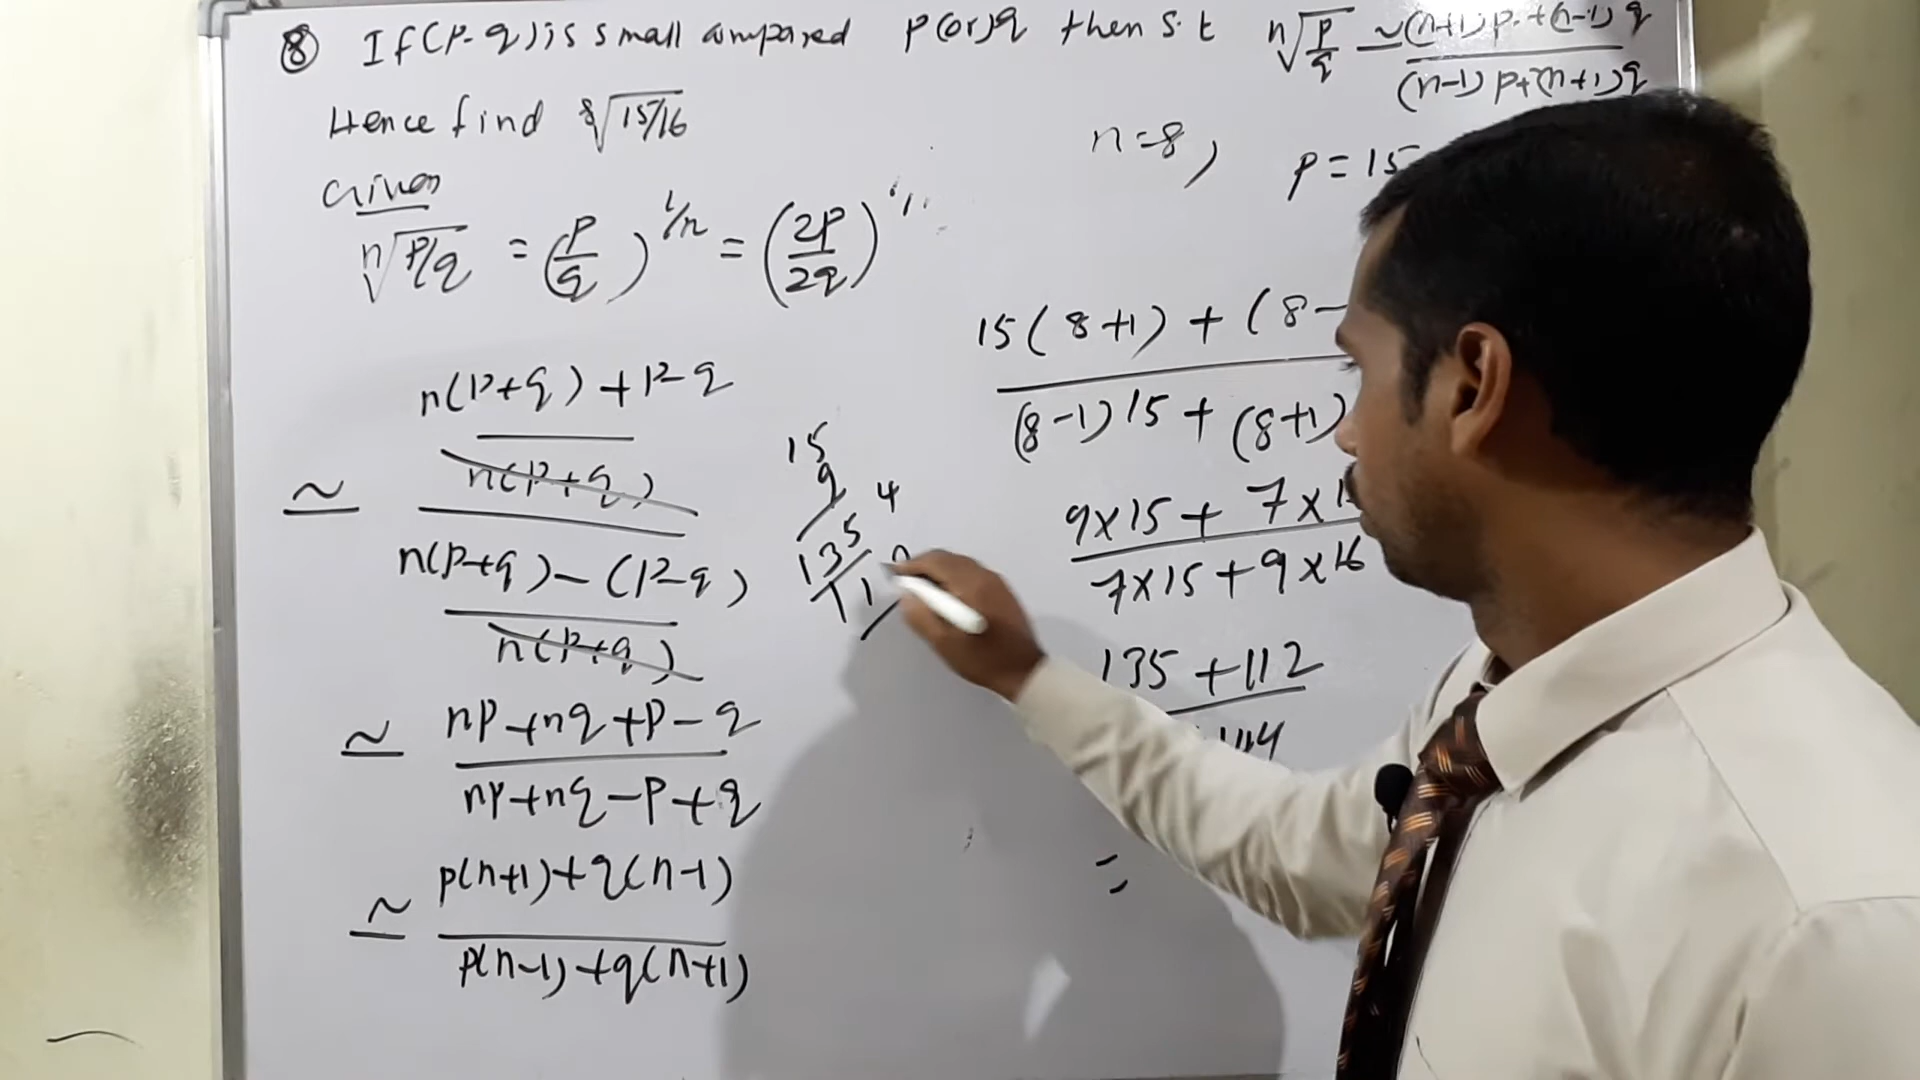 ⑧ If (p-q) is small compared p(or)q then s.t ⁿ√(p/q) ≃ (n+1)p+(n-1)q / (n-1)p+(n+1)q
Hence find ⁸√15/16
n=8, p=15
Given
ⁿ√p/q = (p/q)^1/n = (2p/2q)
15(8+1)+(8-
(8-1)15+(8+1)
n(p+q)+p-q
n(p+q)
≃
n(p+q)-(p-q)
n(p+q)
15
9
4
135
9×15+7×1
7×15+9×16
135+112
≃ np+nq+p-q
np+nq-p+q
=
≃ p(n+1)+q(n-1)
p(n-1)+q(n+1)